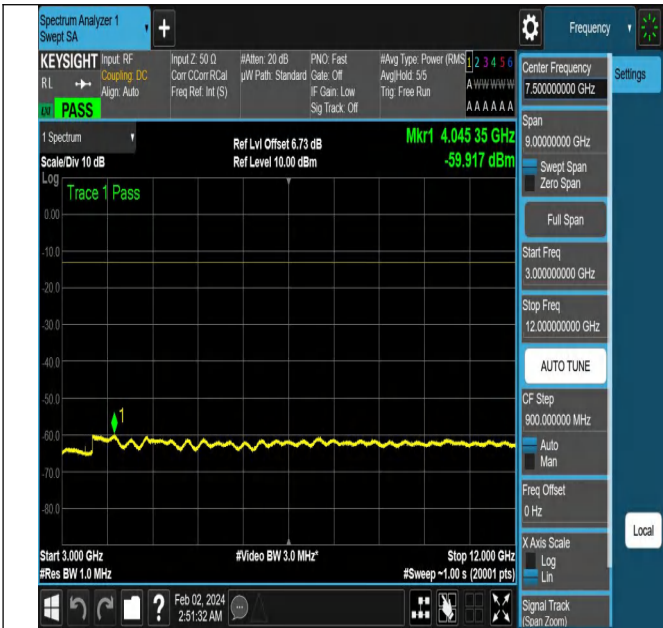 Spectrum Analyzer 1
Swept SA
Frequency
KEYSIGHT
RL
Input: RF
Coupling: DC
Align: Auto
Input Z: 50 Ω
Corr CCorr RCal
Freq Ref: Int (S)
#Atten: 20 dB
µW Path: Standard
PNO: Fast
Gate: Off
IF Gain: Low
Sig Track: Off
#Avg Type: Power (RMS
Avg|Hold: 5/5
Trig: Free Run
1 2 3 4 5 6
A W W W W W
A A A A A A
PASS
1 Spectrum
Scale/Div 10 dB
Log
Ref Lvl Offset 6.73 dB
Ref Level 10.00 dBm
Mkr1 4.045 35 GHz
-59.917 dBm
Trace 1 Pass
0.00
-10.0
-20.0
-30.0
-40.0
-50.0
-60.0
-70.0
-80.0
1
Start 3.000 GHz
#Res BW 1.0 MHz
#Video BW 3.0 MHz*
Stop 12.000 GHz
#Sweep ~1.00 s (20001 pts)
Feb 02, 2024
2:51:32 AM
Center Frequency
7.500000000 GHz
Settings
Span
9.00000000 GHz
Swept Span
Zero Span
Full Span
Start Freq
3.000000000 GHz
Stop Freq
12.000000000 GHz
AUTO TUNE
CF Step
900.000000 MHz
Auto
Man
Freq Offset
0 Hz
X Axis Scale
Log
Lin
Local
Signal Track
(Span Zoom)